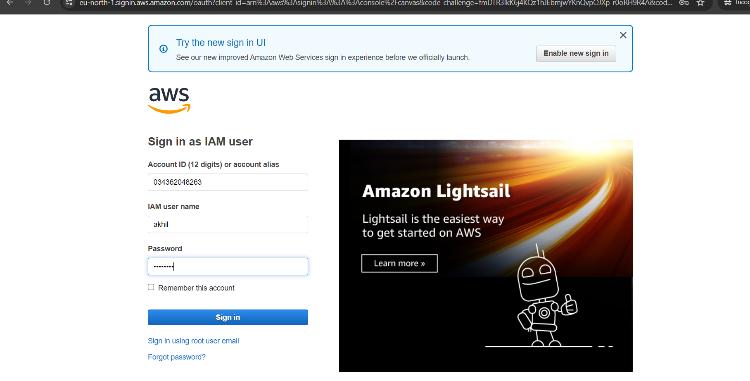 eu-north-1.signin.aws.amazon.com/oauth?client_id=arn%3Aaws%3Asignin%3A%3A%3Aconsole%2Fcanvas&code_challenge=
Incog
Try the new sign in UI
See our new improved Amazon Web Services sign in experience before we officially launch.
Enable new sign in
aws
Sign in as IAM user
Account ID (12 digits) or account alias
034362048263
IAM user name
akhil
Password
--------
Remember this account
Sign in
Sign in using root user email
Forgot password?
Amazon Lightsail
Lightsail is the easiest way
to get started on AWS
Learn more »